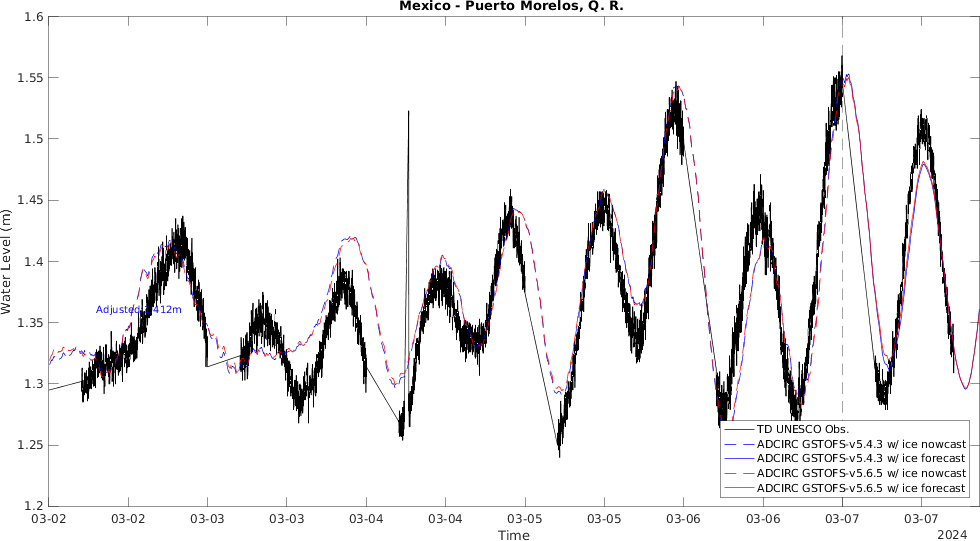 Mexico - Puerto Morelos, Q. R.
1.6
1.55
1.5
1.45
1.4
1.35
1.3
1.25
1.2
Water Level (m)
TD UNESCO Obs.
ADCIRC GSTOFS-v5.4.3 w/ ice nowcast
ADCIRC GSTOFS-v5.4.3 w/ ice forecast
ADCIRC GSTOFS-v5.6.5 w/ ice nowcast
ADCIRC GSTOFS-v5.6.5 w/ ice forecast
03-02 03-02 03-03 03-03 03-04 03-04 03-05 03-05 03-06 03-06 03-07 03-07
Time
2024